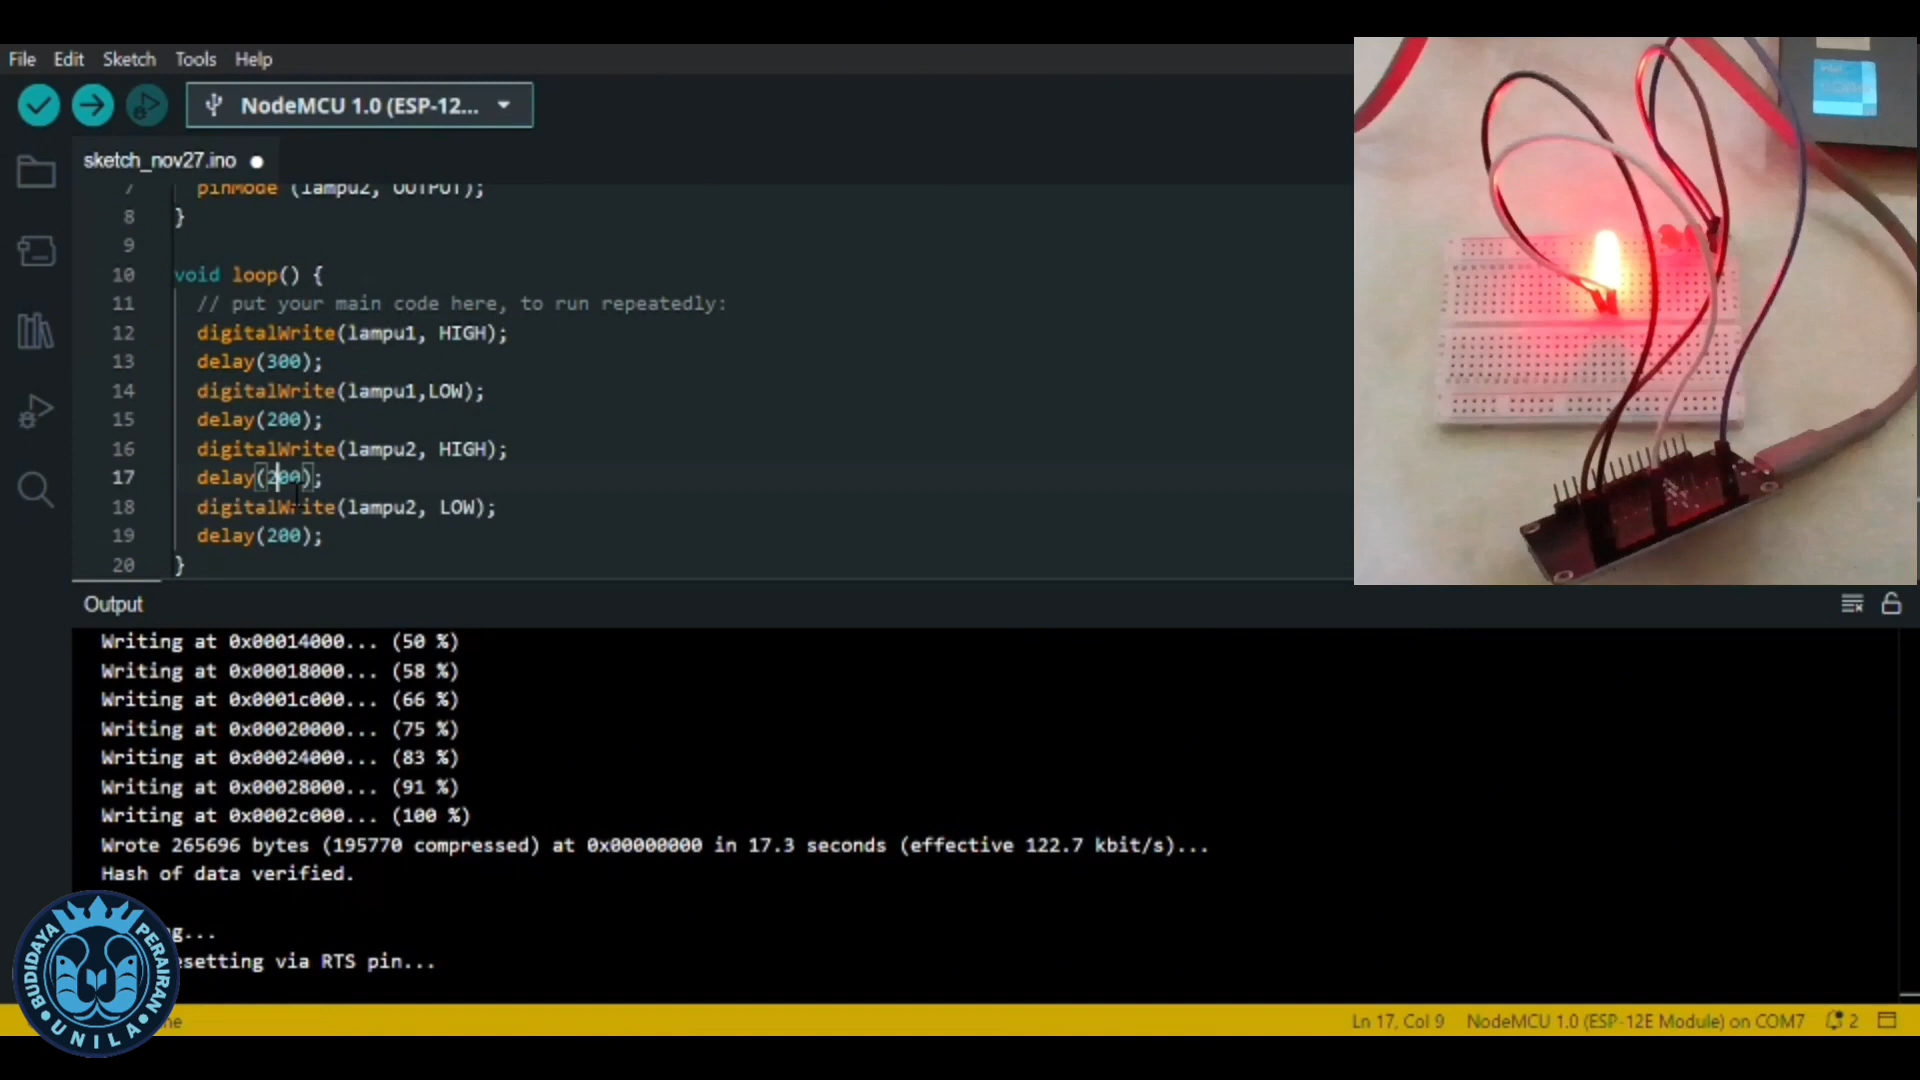 File Edit Sketch Tools Help
NodeMCU 1.0 (ESP-12...
sketch_nov27.ino
7 pinMode (lampu2, OUTPUT);
8 }
9
10 void loop() {
11 // put your main code here, to run repeatedly:
12 digitalWrite(lampu1, HIGH);
13 delay(300);
14 digitalWrite(lampu1,LOW);
15 delay(200);
16 digitalWrite(lampu2, HIGH);
17 delay(200);
18 digitalWrite(lampu2, LOW);
19 delay(200);
20 }
Output
Writing at 0x00014000... (50 %)
Writing at 0x00018000... (58 %)
Writing at 0x0001c000... (66 %)
Writing at 0x00020000... (75 %)
Writing at 0x00024000... (83 %)
Writing at 0x00028000... (91 %)
Writing at 0x0002c000... (100 %)
Wrote 265696 bytes (195770 compressed) at 0x00000000 in 17.3 seconds (effective 122.7 kbit/s)...
Hash of data verified.
g...
esetting via RTS pin...
BUDIDAYA PERAIRAN
UNILA
Ln 17, Col 9 NodeMCU 1.0 (ESP-12E Module) on COM7 2